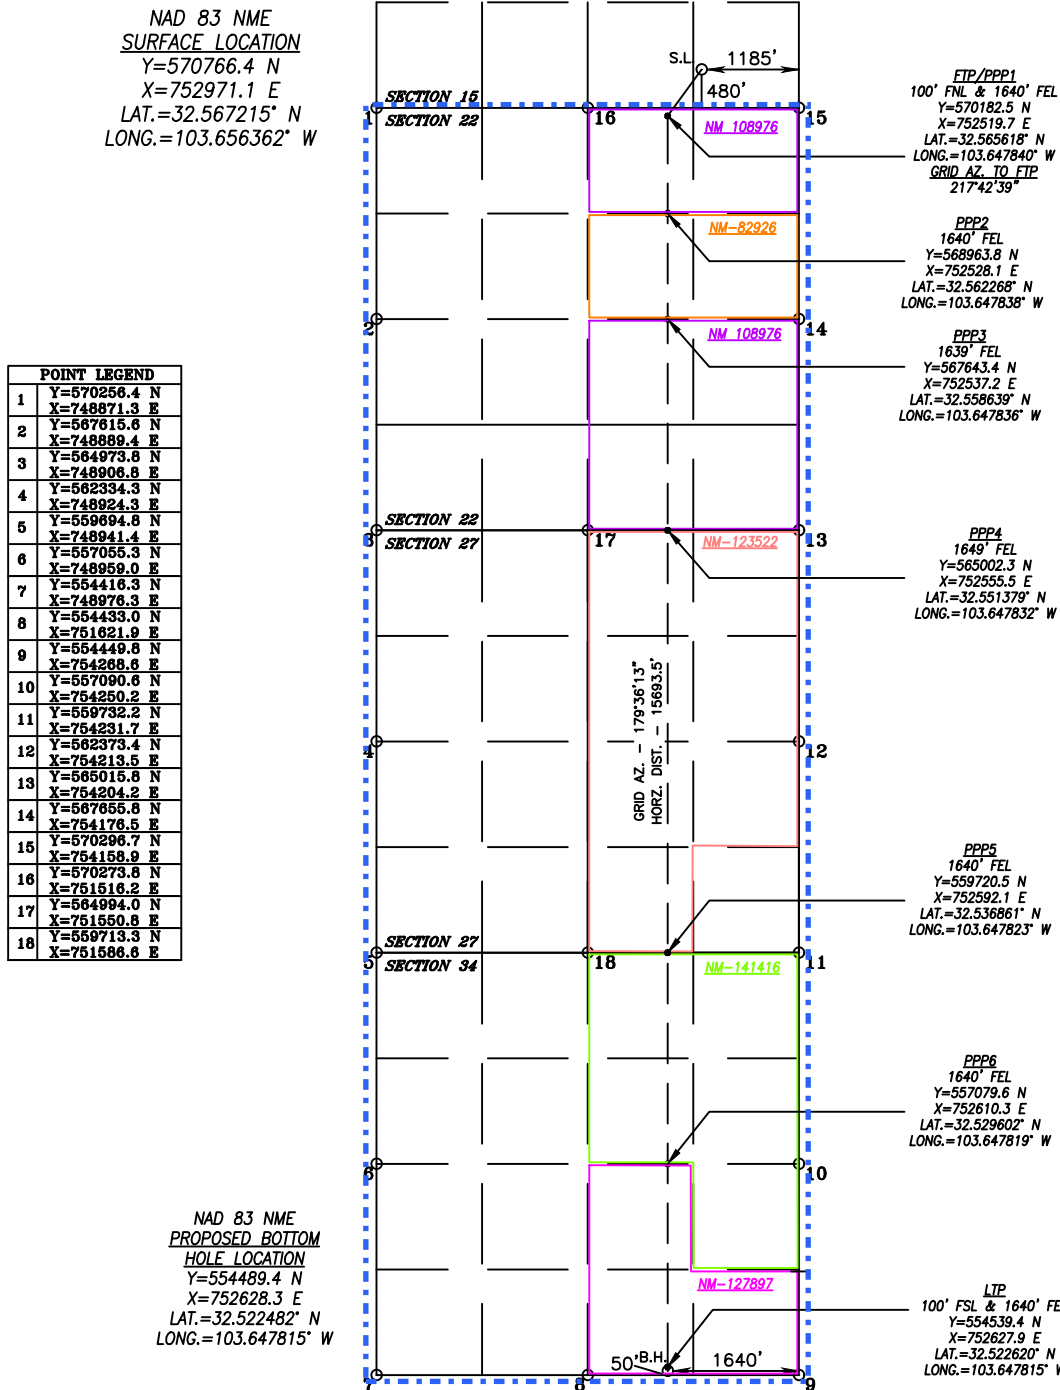 NAD 83 NME
SURFACE LOCATION
Y=570766.4 N
X=752971.1 E
LAT.=32.567215° N
LONG.=103.656362° W
S.L.
1185'
480'
SECTION 15
SECTION 22
1
16
15
NM 108976
FTP/PPP1
100' FNL & 1640' FEL
Y=570182.5 N
X=752519.7 E
LAT.=32.565618° N
LONG.=103.647840° W
GRID AZ. TO FTP
217°42'39"
NM-82926
PPP2
1640' FEL
Y=568963.8 N
X=752528.1 E
LAT.=32.562268° N
LONG.=103.647838° W
2
14
NM 108976
PPP3
1639' FEL
Y=567643.4 N
X=752537.2 E
LAT.=32.558639° N
LONG.=103.647836° W
POINT LEGEND
1 Y=570256.4 N
X=748871.3 E
2 Y=567615.6 N
X=748889.4 E
3 Y=564973.8 N
X=748906.8 E
4 Y=562334.3 N
X=748924.3 E
5 Y=559694.8 N
X=748941.4 E
6 Y=557055.3 N
X=748959.0 E
7 Y=554416.3 N
X=748976.3 E
8 Y=554433.0 N
X=751621.9 E
9 Y=554449.8 N
X=754268.6 E
10 Y=557090.6 N
X=754250.2 E
11 Y=559732.2 N
X=754231.7 E
12 Y=562373.4 N
X=754213.5 E
13 Y=565015.8 N
X=754204.2 E
14 Y=567655.8 N
X=754176.5 E
15 Y=570296.7 N
X=754158.9 E
16 Y=570273.8 N
X=751516.2 E
17 Y=564994.0 N
X=751550.8 E
18 Y=559713.3 N
X=751586.6 E
SECTION 22
SECTION 27
3
17
13
NM-123522
PPP4
1649' FEL
Y=565002.3 N
X=752555.5 E
LAT.=32.551379° N
LONG.=103.647832° W
GRID AZ. - 179°36'13"
HORZ. DIST. - 15693.5'
4
12
PPP5
1640' FEL
Y=559720.5 N
X=752592.1 E
LAT.=32.536861° N
LONG.=103.647823° W
SECTION 27
SECTION 34
5
18
11
NM-141416
PPP6
1640' FEL
Y=557079.6 N
X=752610.3 E
LAT.=32.529602° N
LONG.=103.647819° W
6
10
NAD 83 NME
PROPOSED BOTTOM
HOLE LOCATION
Y=554489.4 N
X=752628.3 E
LAT.=32.522482° N
LONG.=103.647815° W
NM-127897
LTP
100' FSL & 1640' FE
Y=554539.4 N
X=752627.9 E
LAT.=32.522620° N
LONG.=103.647815° W
50'
B.H.
1640'
7
8
9